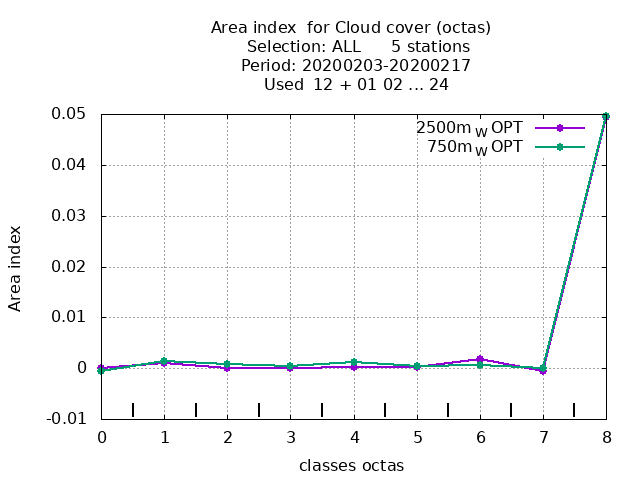 Area index  for Cloud cover (octas)
Selection: ALL      5 stations
Period: 20200203-20200217
Used  12 + 01 02 ... 24
2500m W OPT
750m W OPT
0.05
0.04
0.03
0.02
0.01
0
-0.01
Area index
0 1 2 3 4 5 6 7 8
classes octas